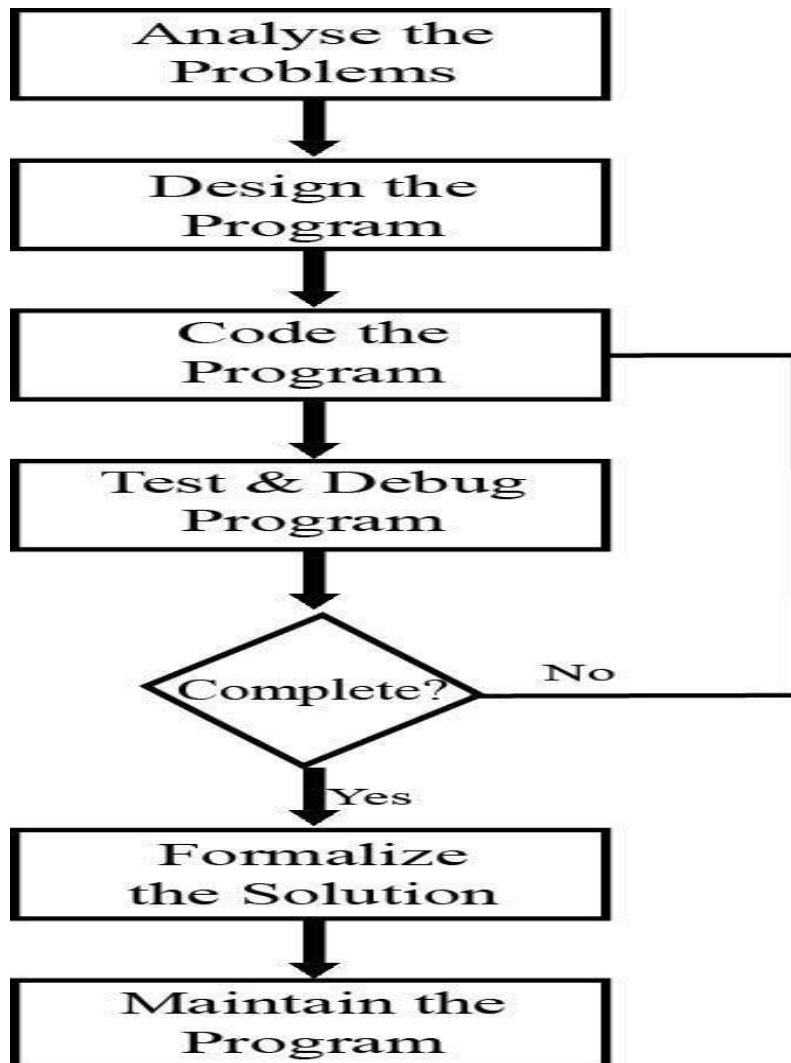 Analyse the
Problems
Design the
Program
Code the
Program
Test & Debug
Program
Complete?
No
Yes
Formalize
the Solution
Maintain the
Program